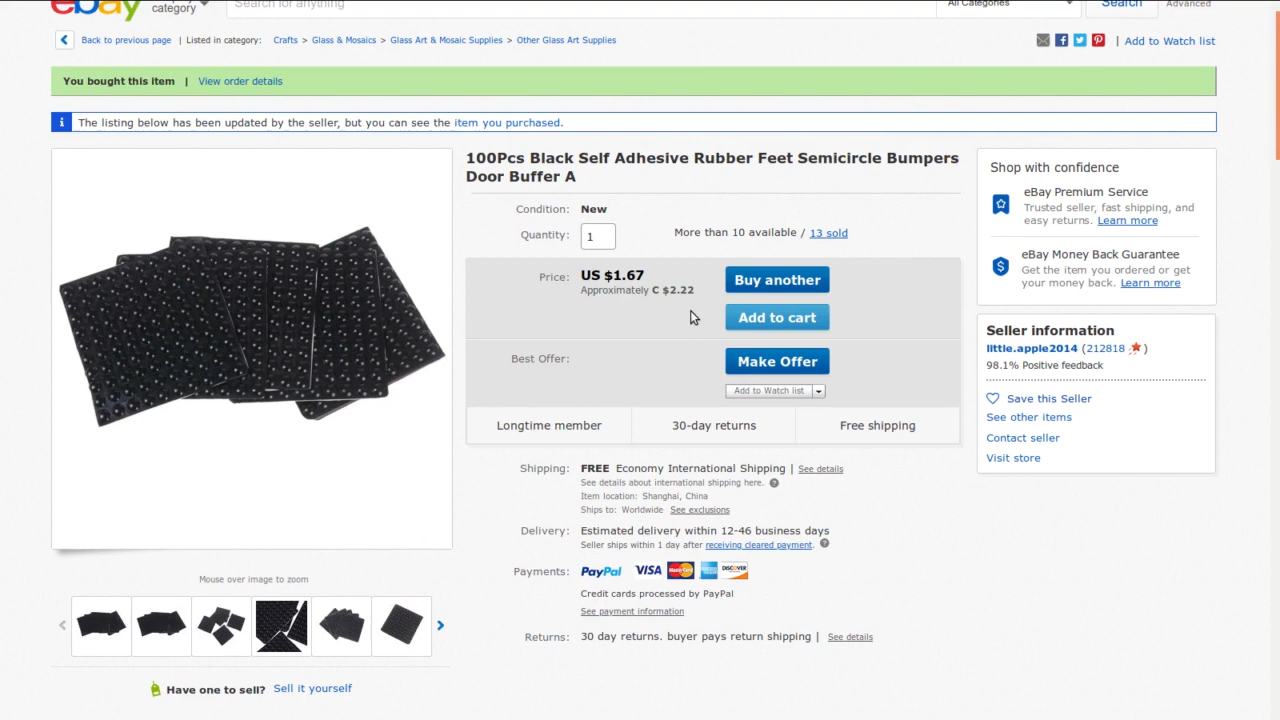 ebay
category
Search for anything
All Categories
Search
Advanced
Back to previous page | Listed in category: Crafts > Glass & Mosaics > Glass Art & Mosaic Supplies > Other Glass Art Supplies
| Add to Watch list
You bought this item | View order details
i The listing below has been updated by the seller, but you can see the item you purchased.
100Pcs Black Self Adhesive Rubber Feet Semicircle Bumpers
Door Buffer A
Condition: New
Quantity: 1
More than 10 available / 13 sold
Price: US $1.67
Approximately C $2.22
Buy another
Add to cart
Best Offer:
Make Offer
Add to Watch list
Longtime member
30-day returns
Free shipping
Shipping: FREE Economy International Shipping | See details
See details about international shipping here. ?
Item location: Shanghai, China
Ships to: Worldwide See exclusions
Delivery: Estimated delivery within 12-46 business days
Seller ships within 1 day after receiving cleared payment. ?
Payments: PayPal VISA MasterCard DISCOVER
Credit cards processed by PayPal
See payment information
Returns: 30 day returns. buyer pays return shipping | See details
Mouse over image to zoom
Have one to sell? Sell it yourself
Shop with confidence
eBay Premium Service
Trusted seller, fast shipping, and
easy returns. Learn more
eBay Money Back Guarantee
Get the item you ordered or get
your money back. Learn more
Seller information
little.apple2014 (212818 )
98.1% Positive feedback
Save this Seller
See other items
Contact seller
Visit store